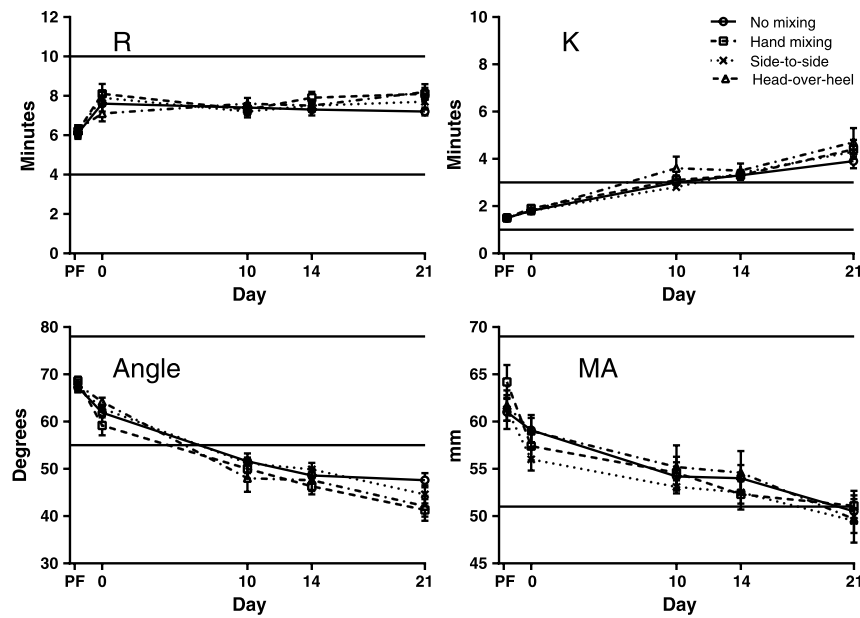 R
12
10
8
6
4
2
0
Minutes
PF 0 10 14 21
Day
K
10
8
6
4
2
0
Minutes
PF 0 10 14 21
Day
No mixing
Hand mixing
Side-to-side
Head-over-heel
Angle
80
70
60
50
40
30
Degrees
PF 0 10 14 21
Day
MA
70
65
60
55
50
45
mm
PF 0 10 14 21
Day